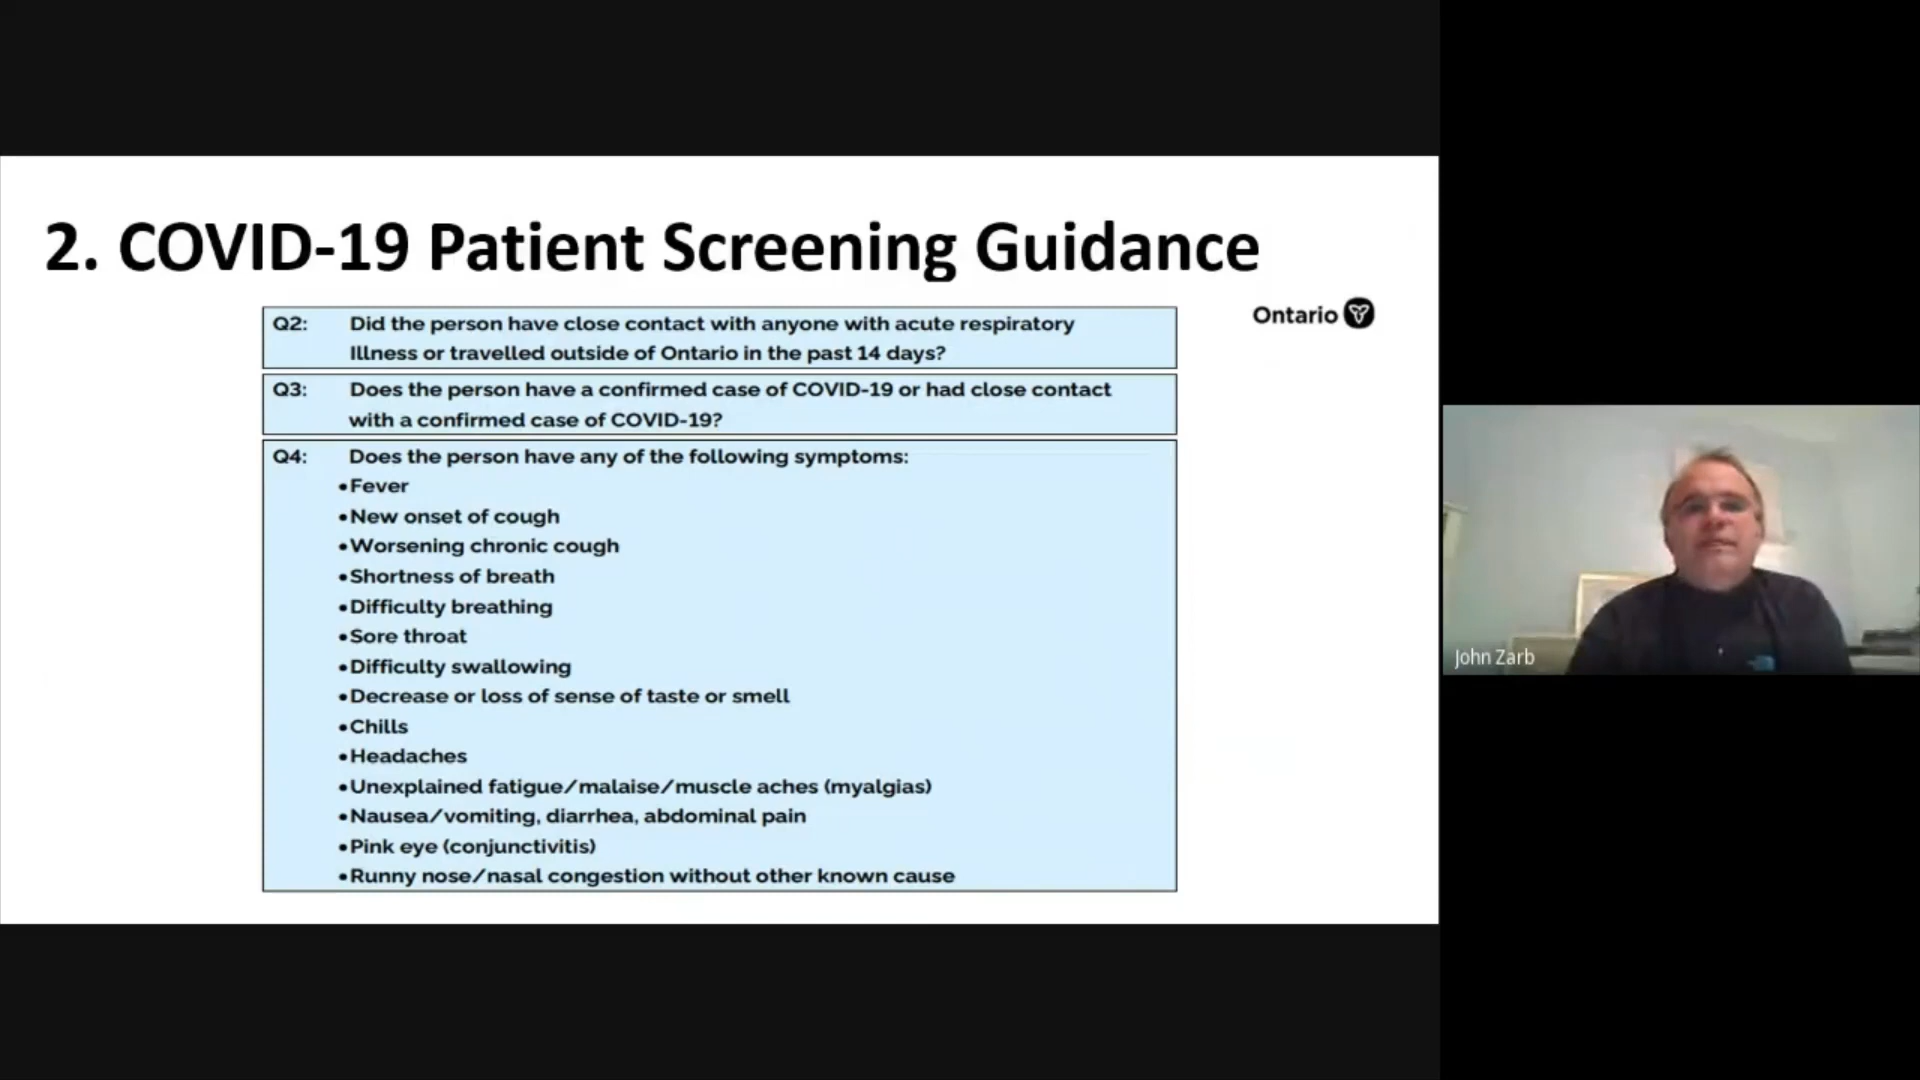 2. COVID-19 Patient Screening Guidance
Ontario
Q2: Did the person have close contact with anyone with acute respiratory
Illness or travelled outside of Ontario in the past 14 days?
Q3: Does the person have a confirmed case of COVID-19 or had close contact
with a confirmed case of COVID-19?
Q4: Does the person have any of the following symptoms:
•Fever
•New onset of cough
•Worsening chronic cough
•Shortness of breath
•Difficulty breathing
•Sore throat
•Difficulty swallowing
•Decrease or loss of sense of taste or smell
•Chills
•Headaches
•Unexplained fatigue/malaise/muscle aches (myalgias)
•Nausea/vomiting, diarrhea, abdominal pain
•Pink eye (conjunctivitis)
•Runny nose/nasal congestion without other known cause
John Zarb